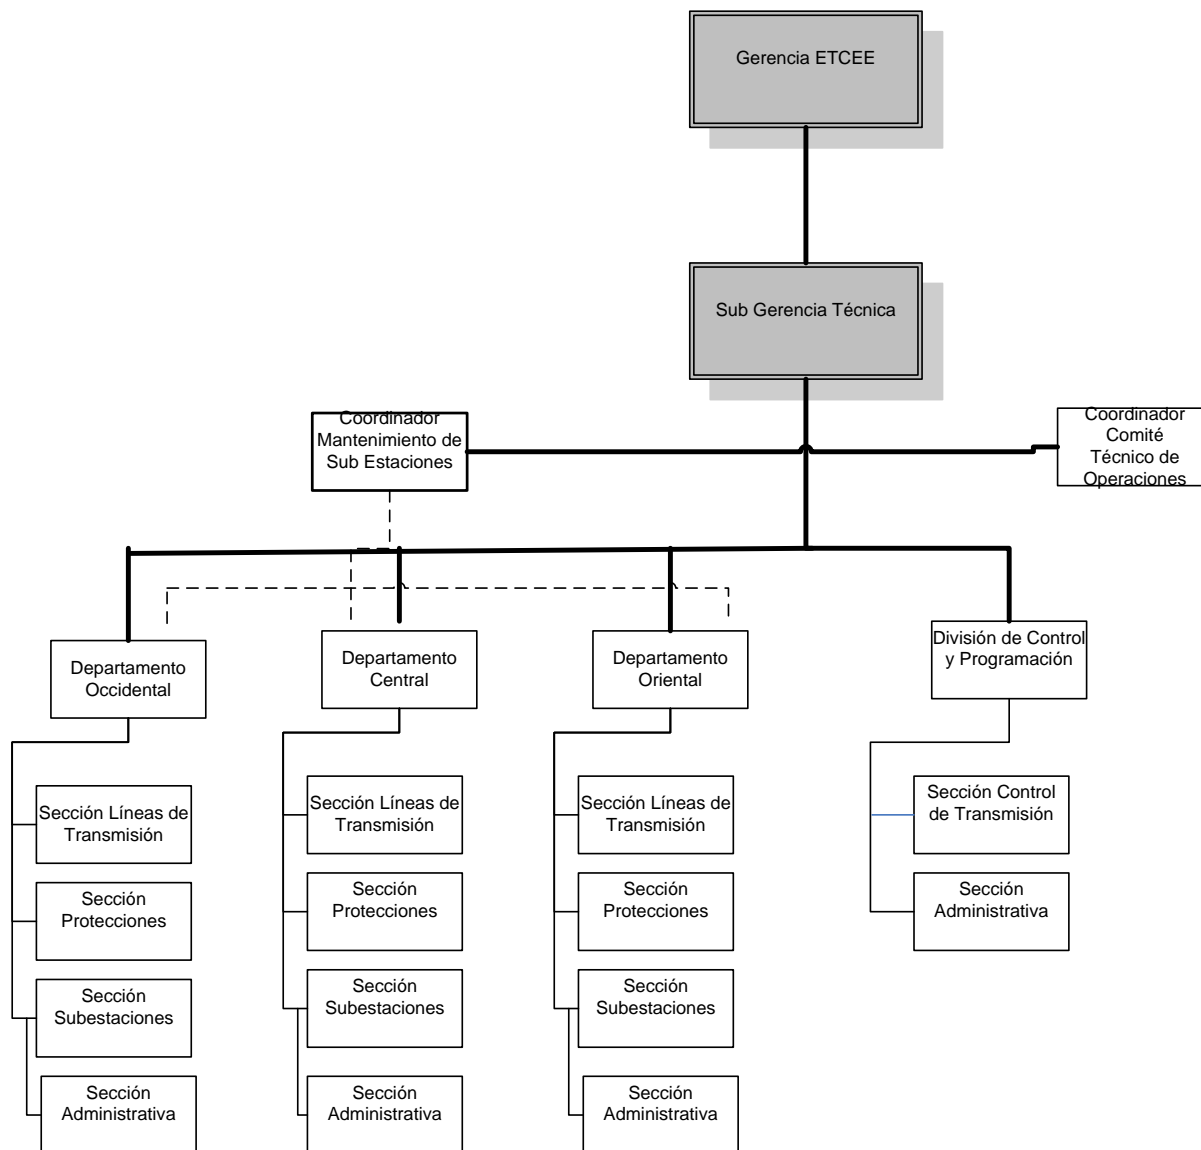 Gerencia ETCEE
Sub Gerencia Técnica
Coordinador
Mantenimiento de
Sub Estaciones
Coordinador
Comité
Técnico de
Operaciones
Departamento
Occidental
Departamento
Central
Departamento
Oriental
División de Control
y Programación
Sección Líneas de
Transmisión
Sección
Protecciones
Sección
Subestaciones
Sección
Administrativa
Sección Líneas de
Transmisión
Sección
Protecciones
Sección
Subestaciones
Sección
Administrativa
Sección Líneas de
Transmisión
Sección
Protecciones
Sección
Subestaciones
Sección
Administrativa
Sección Control
de Transmisión
Sección
Administrativa